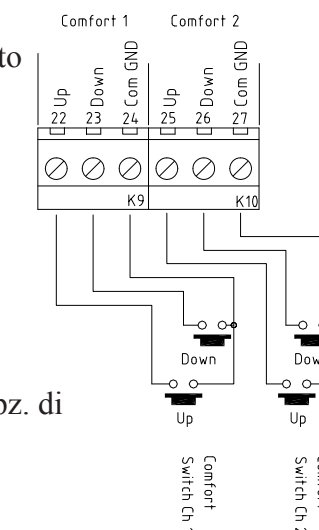 Comfort 1 Comfort 2
to
22 Up
23 Down
24 Com GND
25 Up
26 Down
27 Com GND
K9 K10
Down
Up
Up
di
Comfort
Switch Ch
Switch Ch 2